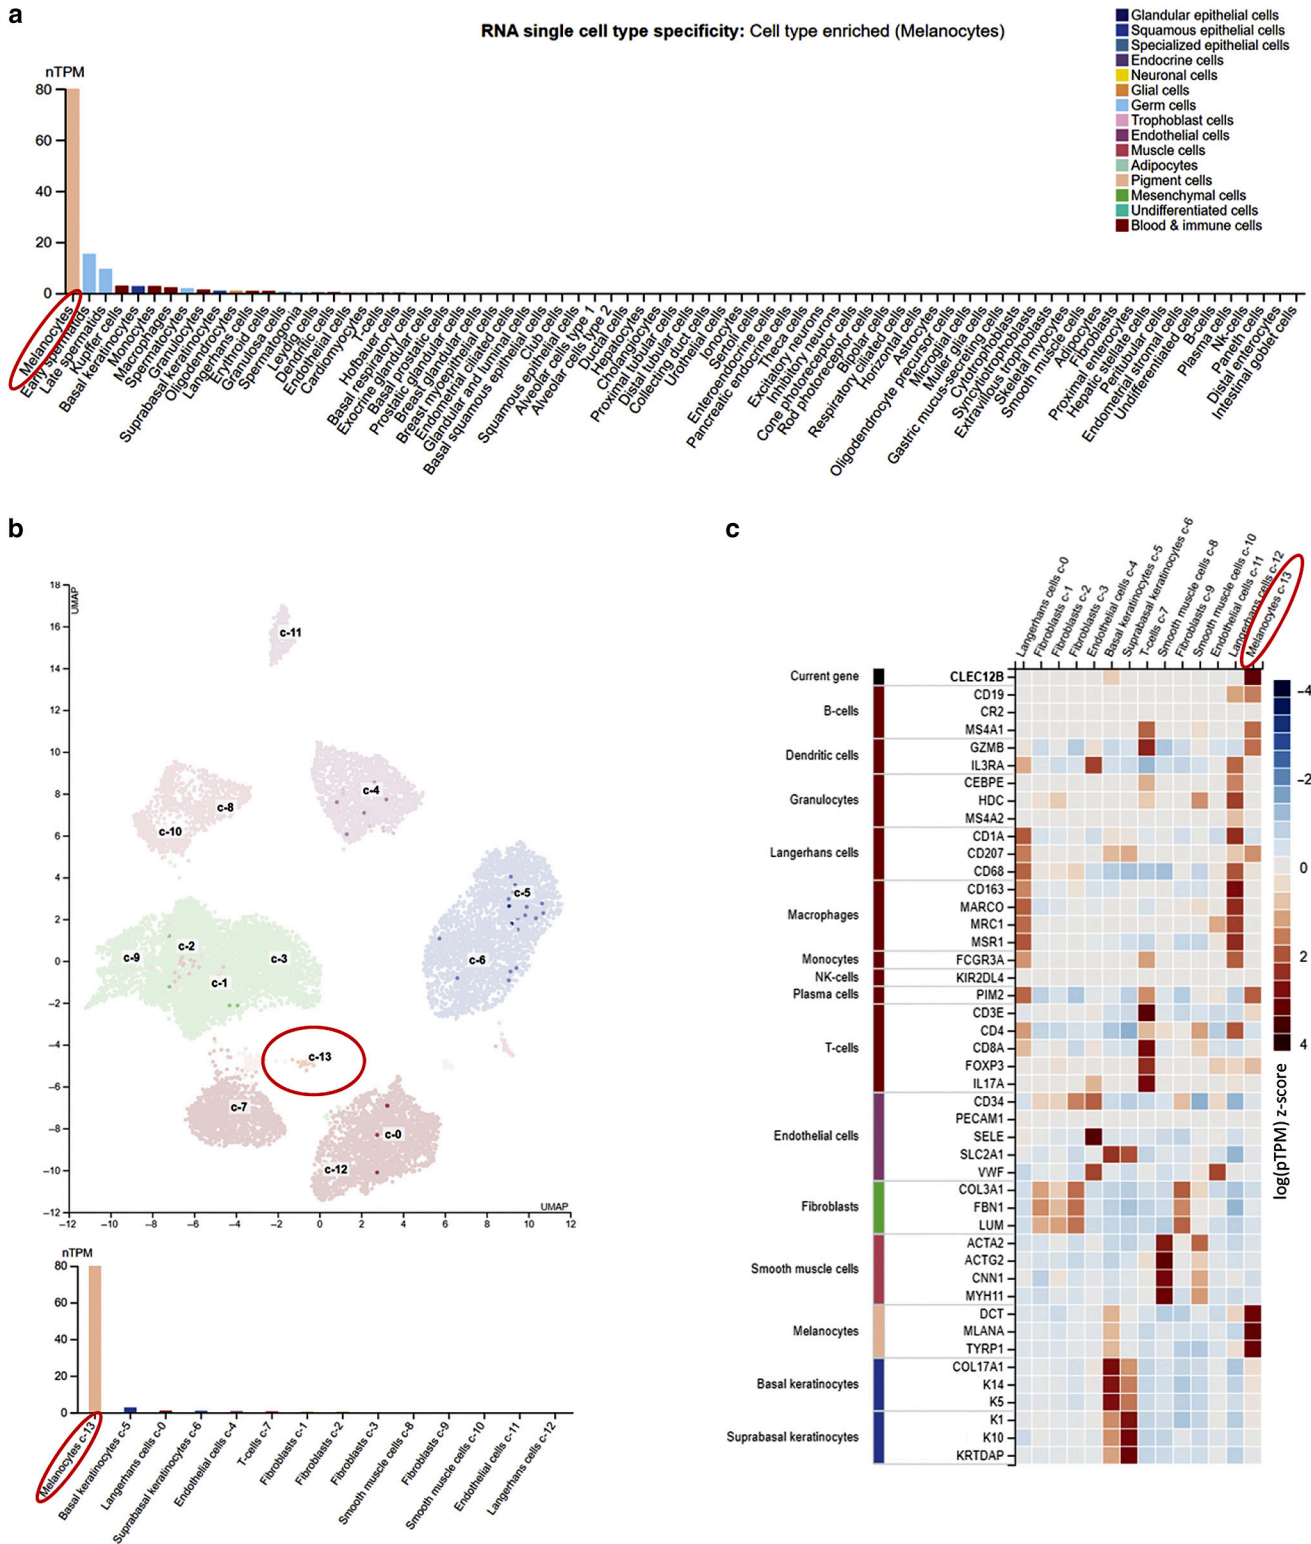 a
RNA single cell type specificity: Cell type enriched (Melanocytes)
Glandular epithelial cells
Squamous epithelial cells
Specialized epithelial cells
Endocrine cells
Neuronal cells
Glial cells
Germ cells
Trophoblast cells
Endothelial cells
Muscle cells
Adipocytes
Pigment cells
Mesenchymal cells
Undifferentiated cells
Blood & immune cells
nTPM
80
60
40
20
0
Melanocytes
Early spermatids
Late spermatids
Kupffer cells
Basal keratinocytes
Monocytes
Macrophages
Spermatocytes
Granulocytes
Suprabasal keratinocytes
Oligodendrocytes
Langerhans cells
Erythroid cells
Granulosa cells
Spermatogonia
Leydig cells
Dendritic cells
Endothelial cells
Cardiomyocytes
T-cells
Hofbauer cells
Basal respiratory cells
Exocrine glandular cells
Basal prostatic cells
Prostatic glandular cells
Breast glandular cells
Breast myoepithelial cells
Endometrial ciliated cells
Glandular and luminal cells
Basal squamous epithelial cells
Club cells
Squamous epithelial cells
Alveolar cells type 1
Alveolar cells type 2
Ductal cells
Hepatocytes
Cholangiocytes
Proximal tubular cells
Distal tubular cells
Collecting duct cells
Urothelial cells
Ionocytes
Sertoli cells
Enteroendocrine cells
Pancreatic endocrine cells
Theca cells
Excitatory neurons
Inhibitory neurons
Cone photoreceptor cells
Rod photoreceptor cells
Bipolar cells
Respiratory ciliated cells
Horizontal cells
Astrocytes
Oligodendrocyte precursor cells
Microglial cells
Muller glia cells
Gastric mucus-secreting cells
Cytotrophoblasts
Syncytiotrophoblasts
Extravillous trophoblasts
Skeletal myocytes
Smooth muscle cells
Adipocytes
Fibroblasts
Proximal enterocytes
Hepatic stellate cells
Peritubular cells
Endometrial stromal cells
Undifferentiated cells
B-cells
Plasma cells
NK-cells
Paneth cells
Distal enterocytes
Intestinal goblet cells
b
UMAP
18
16
14
12
10
8
6
4
2
0
−2
−4
−6
−8
−10
−12
c-11
c-4
c-8
c-10
c-5
c-2
c-9
c-3
c-6
c-1
c-13
c-7
c-0
c-12
UMAP
−12
−10
−8
−6
−4
−2
0
2
4
6
8
10
12
nTPM
80
60
40
20
0
Melanocytes c-13
Basal keratinocytes c-5
Langerhans cells c-0
Suprabasal keratinocytes c-6
Endothelial cells c-4
T-cells c-7
Fibroblasts c-1
Fibroblasts c-2
Fibroblasts c-3
Smooth muscle cells c-8
Fibroblasts c-9
Smooth muscle cells c-10
Endothelial cells c-11
Langerhans cells c-12
c
Langerhans cells c-0
Fibroblasts c-1
Fibroblasts c-2
Fibroblasts c-3
Endothelial cells c-4
Basal keratinocytes c-5
Suprabasal keratinocytes c-6
T-cells c-7
Smooth muscle cells c-8
Fibroblasts c-9
Smooth muscle cells c-10
Endothelial cells c-11
Langerhans cells c-12
Melanocytes c-13
Current gene
CLEC12B
B-cells
CD19
CR2
MS4A1
Dendritic cells
GZMB
IL3RA
Granulocytes
CEBPE
HDC
MS4A2
Langerhans cells
CD1A
CD207
CD68
Macrophages
CD163
MARCO
MRC1
MSR1
Monocytes
FCGR3A
NK-cells
KIR2DL4
Plasma cells
PIM2
T-cells
CD3E
CD4
CD8A
FOXP3
IL17A
Endothelial cells
CD34
PECAM1
SELE
SLC2A1
VWF
Fibroblasts
COL3A1
FBN1
LUM
Smooth muscle cells
ACTA2
ACTG2
CNN1
MYH11
Melanocytes
DCT
MLANA
TYRP1
Basal keratinocytes
COL17A1
K14
K5
Suprabasal keratinocytes
K1
K10
KRTDAP
−4
−2
0
2
4
log(pTPM) z-score